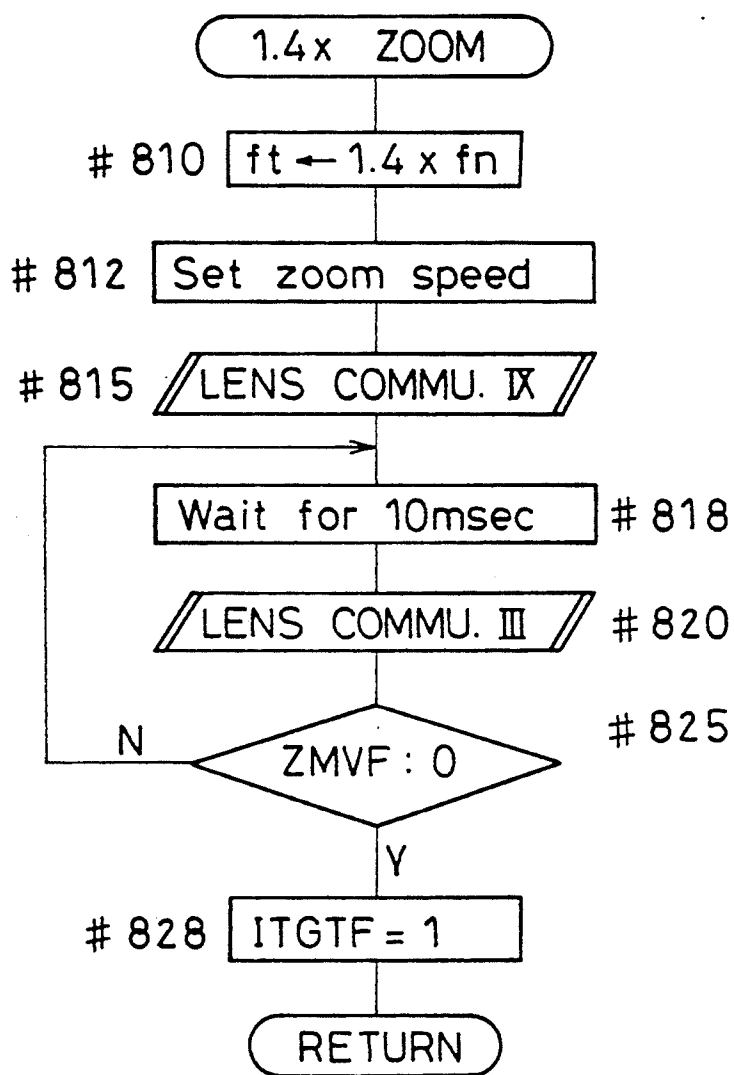 1.4x ZOOM
# 810 ft ← 1.4 x fn
# 812 Set zoom speed
# 815 LENS COMMU. IX
Wait for 10msec # 818
LENS COMMU. III # 820
# 825
N ZMVF : 0
Y
# 828 ITGTF = 1
RETURN